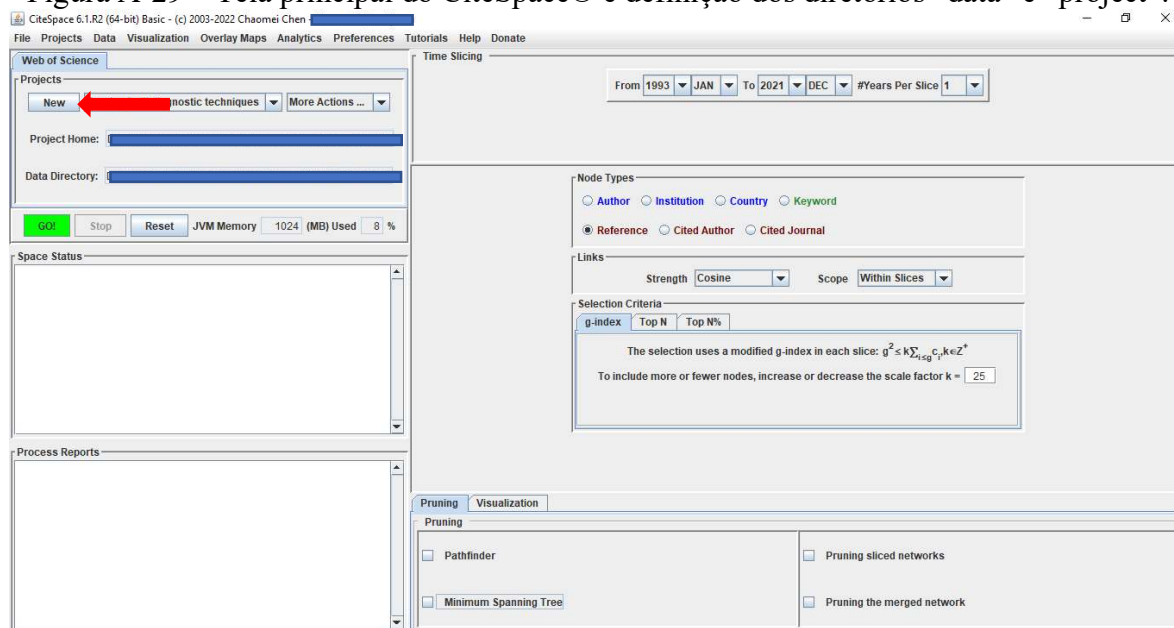 Figura A-29 – Tela principal do CiteSpace® e definição dos diretórios "data" e "project".
CiteSpace 6.1.R2 (64-bit) Basic - (c) 2003-2022 Chaomei Chen -
File Projects Data Visualization Overlay Maps Analytics Preferences Tutorials Help Donate
Web of Science
Projects
New nostic techniques More Actions ...
Project Home:
Data Directory:
GO! Stop Reset JVM Memory 1024 (MB) Used 8 %
Space Status
Process Reports
Time Slicing
From 1993 JAN To 2021 DEC #Years Per Slice 1
Node Types
Author Institution Country Keyword
Reference Cited Author Cited Journal
Links
Strength Cosine Scope Within Slices
Selection Criteria
g-index Top N Top N%
The selection uses a modified g-index in each slice: g² ≤ k∑i≤g ci, k∈Z⁺
To include more or fewer nodes, increase or decrease the scale factor k = 25
Pruning Visualization
Pruning
Pathfinder Pruning sliced networks
Minimum Spanning Tree Pruning the merged network